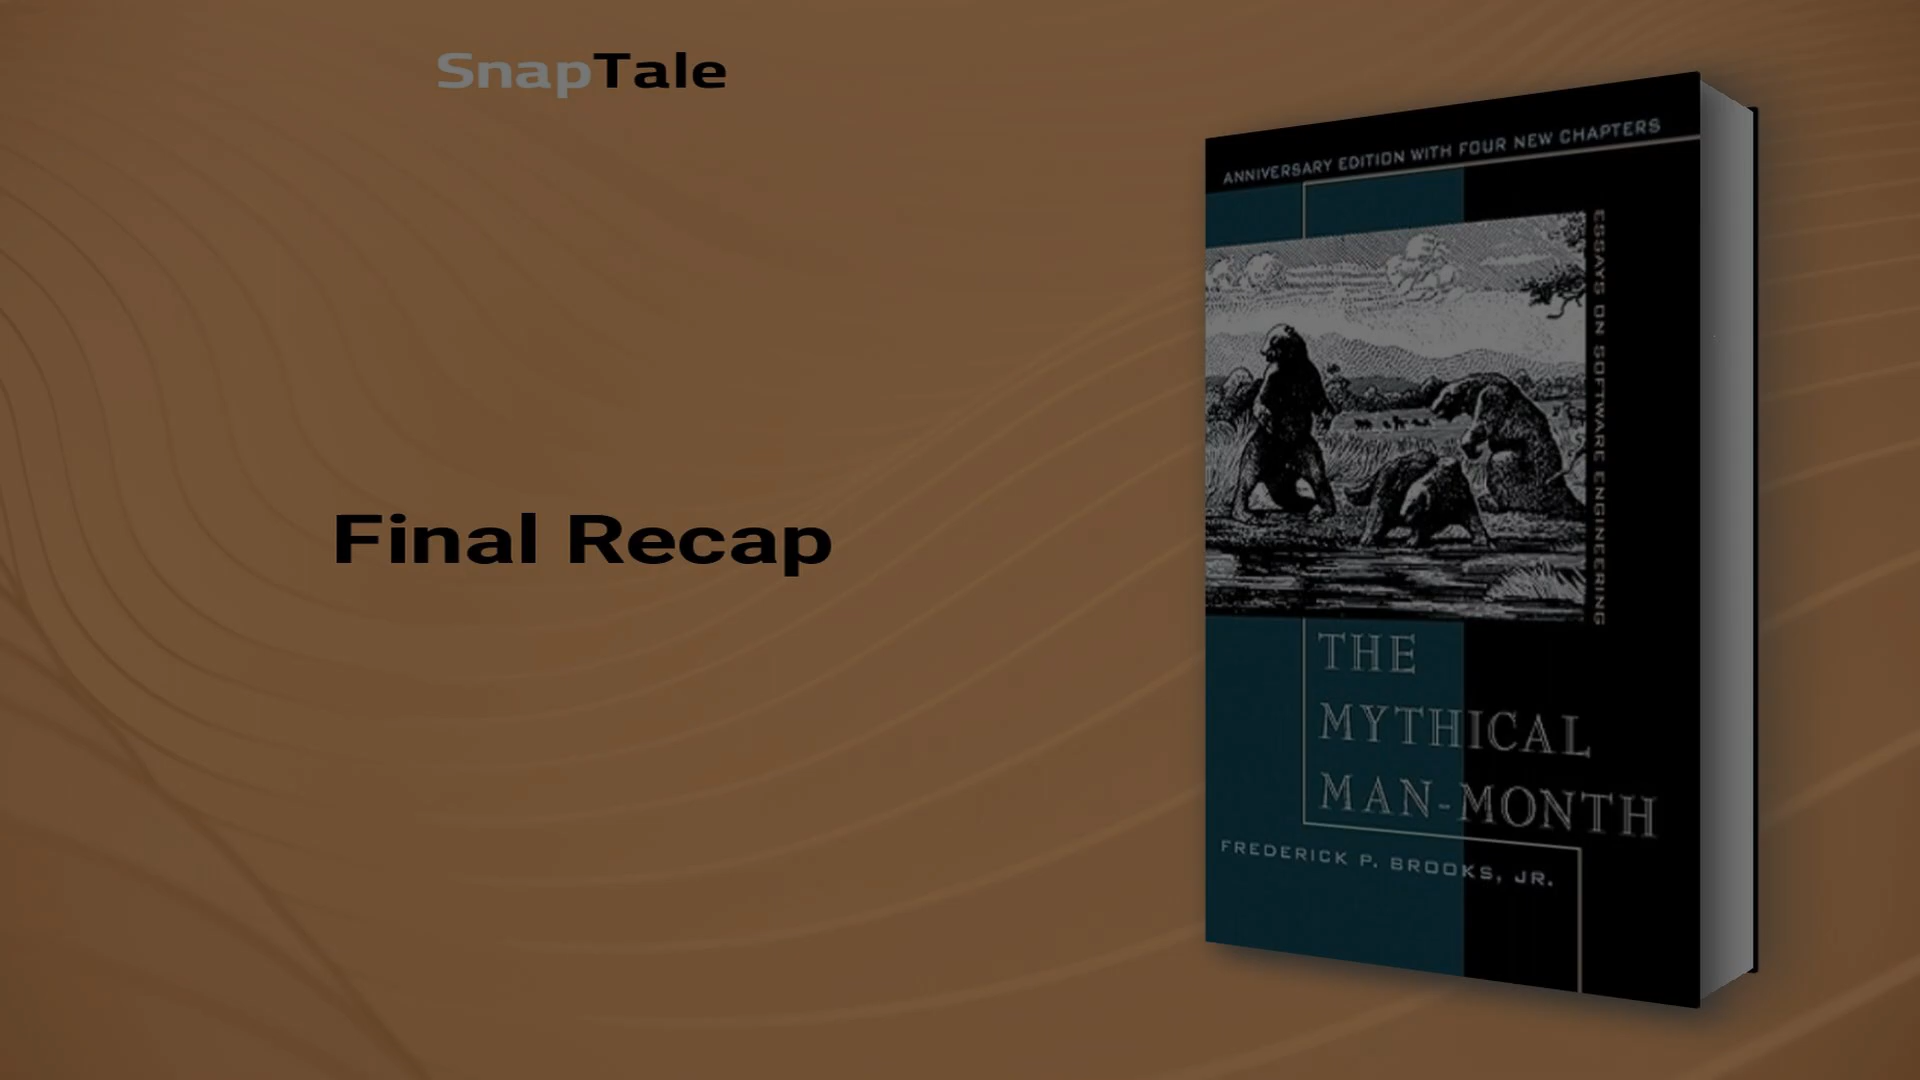 SnapTale
Final Recap
ANNIVERSARY EDITION WITH FOUR NEW CHAPTERS
ESSAYS ON SOFTWARE ENGINEERING
THE
MYTHICAL
MAN-MONTH
FREDERICK P. BROOKS, JR.